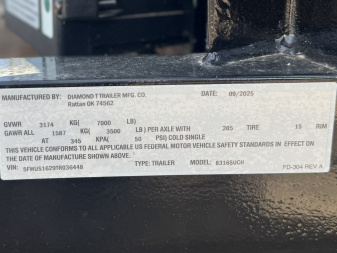 MANUFACTURED BY: DIAMOND T TRAILER MFG. CO. DATE: 09/2025
Rattan OK 74562
GVWR 3174 KG( 7000 LB)
GAWR ALL 1587 KG( 3500 LB) PER AXLE WITH 205 TIRE 15 RIM
AT 345 KPA( 50 PSI) COLD SINGLE
THIS VEHICLE CONFORMS TO ALL APPLICABLE US FEDERAL MOTOR VEHICLE SAFETY STANDARDS IN EFFECT ON
THE DATE OF MANUFACTURE SHOWN ABOVE.
VIN: TYPE: TRAILER MODEL: PD-304 REV A